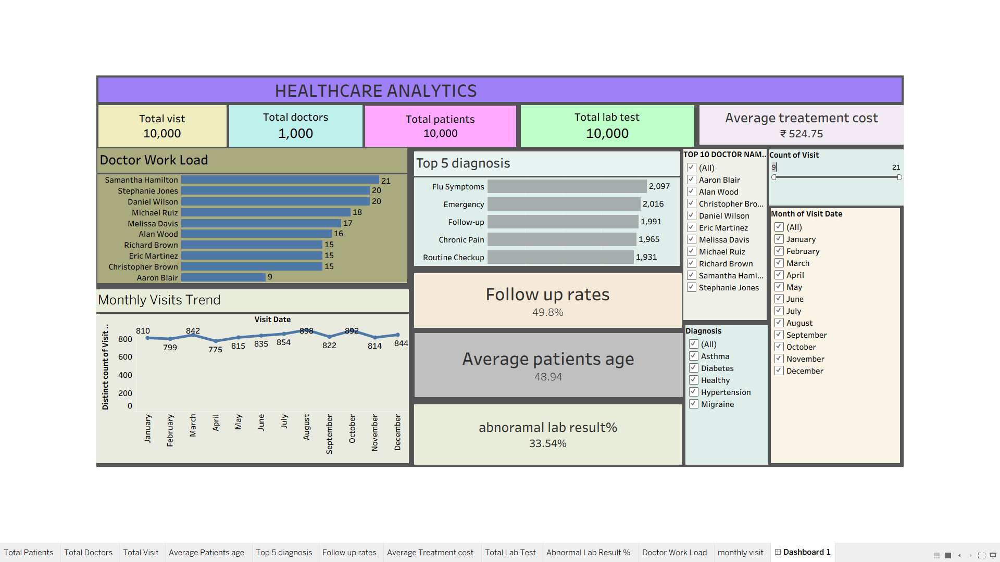 HEALTHCARE ANALYTICS
Total vist
10,000
Total doctors
1,000
Total patients
10,000
Total lab test
10,000
Average treatement cost
₹ 524.75
Doctor Work Load
Samantha Hamilton 21
Stephanie Jones 20
Daniel Wilson 20
Michael Ruiz 18
Melissa Davis 17
Alan Wood 16
Richard Brown 15
Eric Martinez 15
Christopher Brown 15
Aaron Blair 9
Monthly Visits Trend
Visit Date
Distinct count of Visit ..
800
600
400
200
0
810
799
842
775
815
835
854
898
822
892
814
844
January
February
March
April
May
June
July
August
September
October
November
December
Top 5 diagnosis
Flu Symptoms 2,097
Emergency 2,016
Follow-up 1,991
Chronic Pain 1,965
Routine Checkup 1,931
Follow up rates
49.8%
Average patients age
48.94
abnoramal lab result%
33.54%
TOP 10 DOCTOR NAM..
(All)
Aaron Blair
Alan Wood
Christopher Bro...
Daniel Wilson
Eric Martinez
Melissa Davis
Michael Ruiz
Richard Brown
Samantha Hami...
Stephanie Jones
Diagnosis
(All)
Asthma
Diabetes
Healthy
Hypertension
Migraine
Count of Visit
9 21
Month of Visit Date
(All)
January
February
March
April
May
June
July
August
September
October
November
December
Total Patients
Total Doctors
Total Visit
Average Patients age
Top 5 diagnosis
Follow up rates
Average Treatment cost
Total Lab Test
Abnormal Lab Result %
Doctor Work Load
monthly visit
Dashboard 1